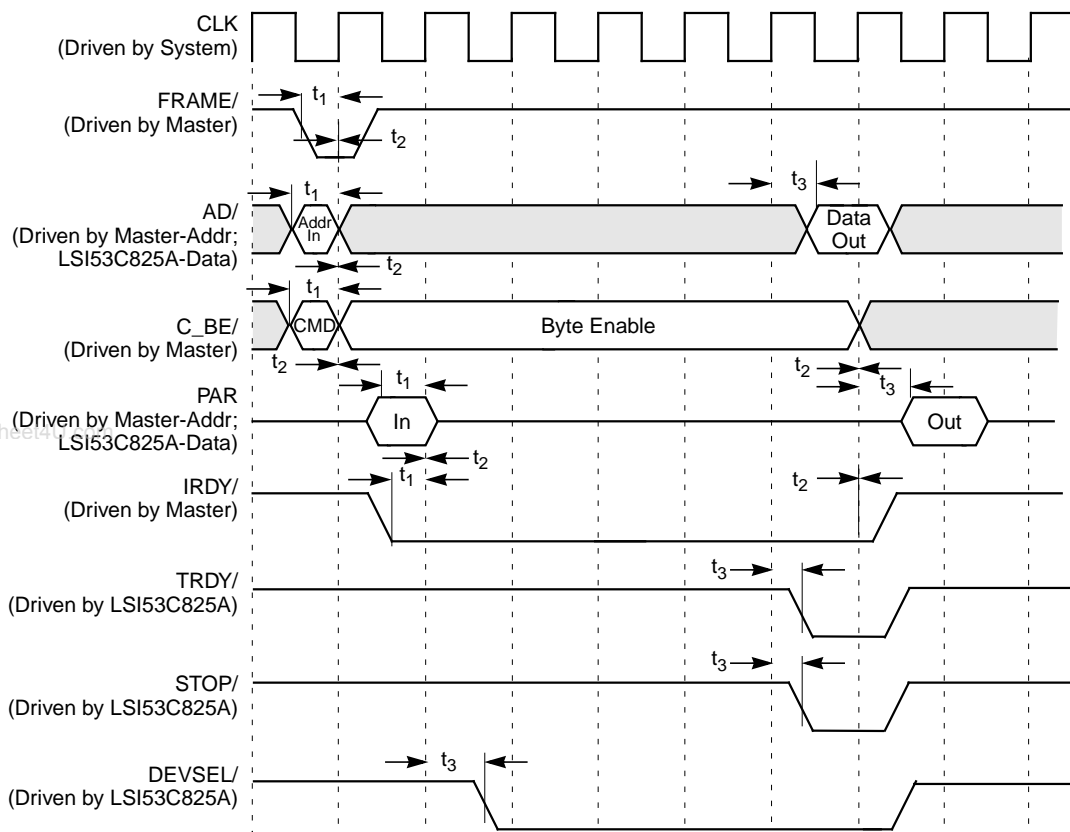 CLK
(Driven by System)
t1
FRAME/
(Driven by Master)
t2
t3
t1
AD/
(Driven by Master-Addr;
LSI53C825A-Data)
Addr
In
Data
Out
t2
t1
C_BE/
(Driven by Master)
CMD
Byte Enable
t2
t2
t1
t3
PAR
(Driven by Master-Addr;
LSI53C825A-Data)
In
Out
t2
t1
t2
IRDY/
(Driven by Master)
t3
TRDY/
(Driven by LSI53C825A)
t3
STOP/
(Driven by LSI53C825A)
t3
DEVSEL/
(Driven by LSI53C825A)